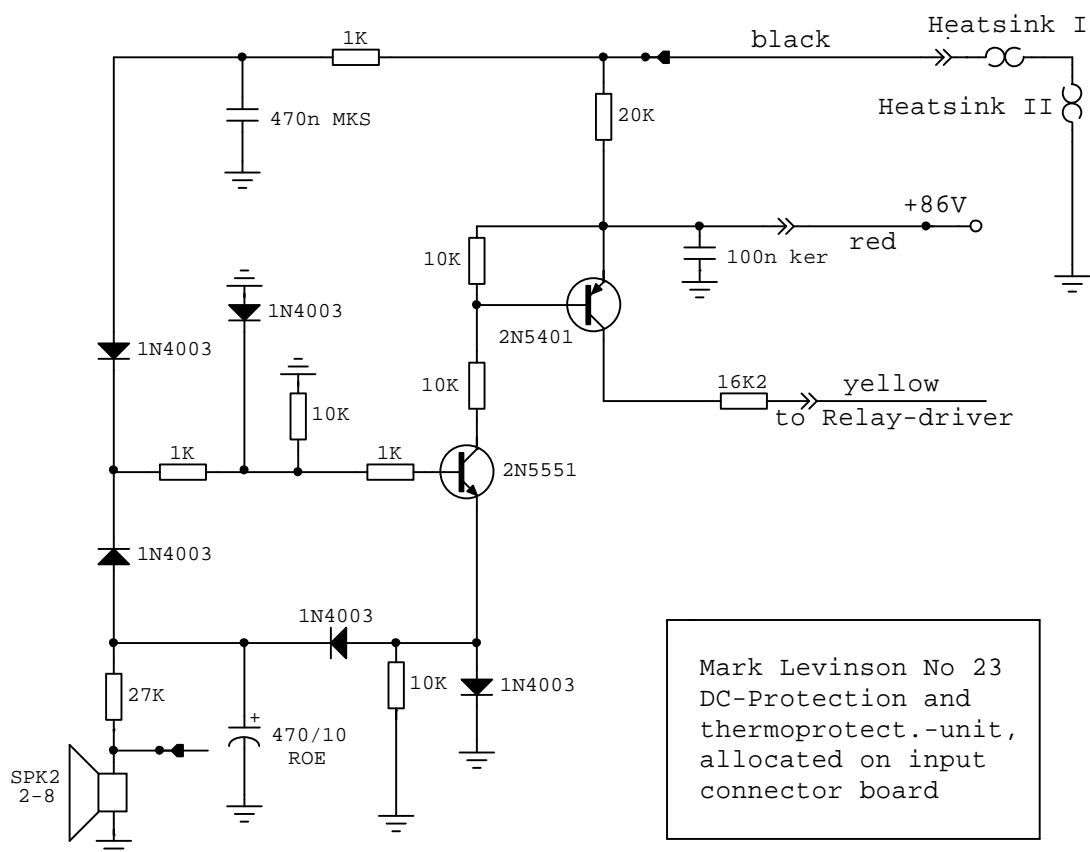 Heatsink I
1K
black
470n MKS
20K
Heatsink II
+86V
10K
100n ker
red
1N4003
2N5401
1N4003
10K
16K2
yellow
10K
to Relay-driver
1K
1K
2N5551
1N4003
1N4003
27K
10K
1N4003
+
470/10
ROE
SPK2
2-8
Mark Levinson No 23
DC-Protection and
thermoprotect.-unit,
allocated on input
connector board